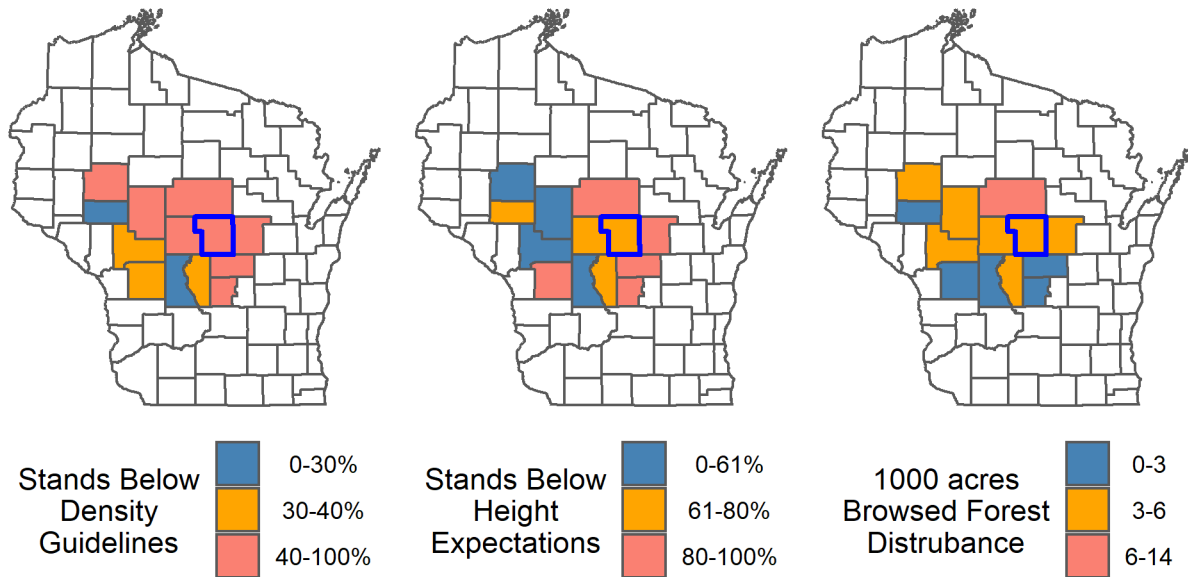 Stands Below
Density
Guidelines
0-30%
30-40%
40-100%
Stands Below
Height
Expectations
0-61%
61-80%
80-100%
1000 acres
Browsed Forest
Distrubance
0-3
3-6
6-14